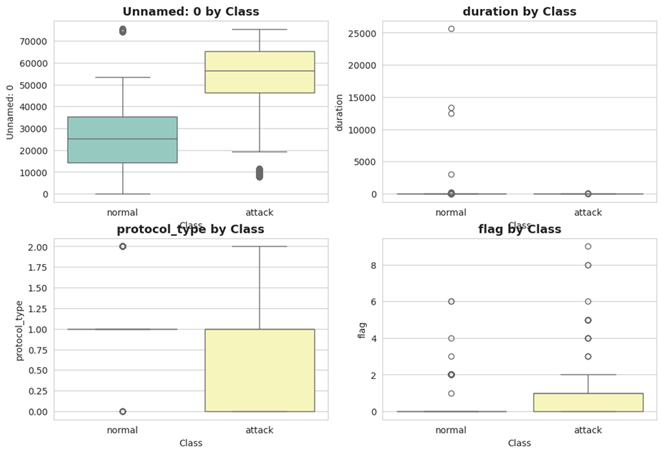 Unnamed: 0 by Class
70000
60000
50000
40000
30000
20000
10000
0
Unnamed: 0
normal
attack
Class
duration by Class
25000
20000
15000
10000
5000
0
duration
normal
attack
Class
protocol_type by Class
2.00
1.75
1.50
1.25
1.00
0.75
0.50
0.25
0.00
protocol_type
normal
attack
Class
flag by Class
8
6
4
2
0
flag
normal
attack
Class